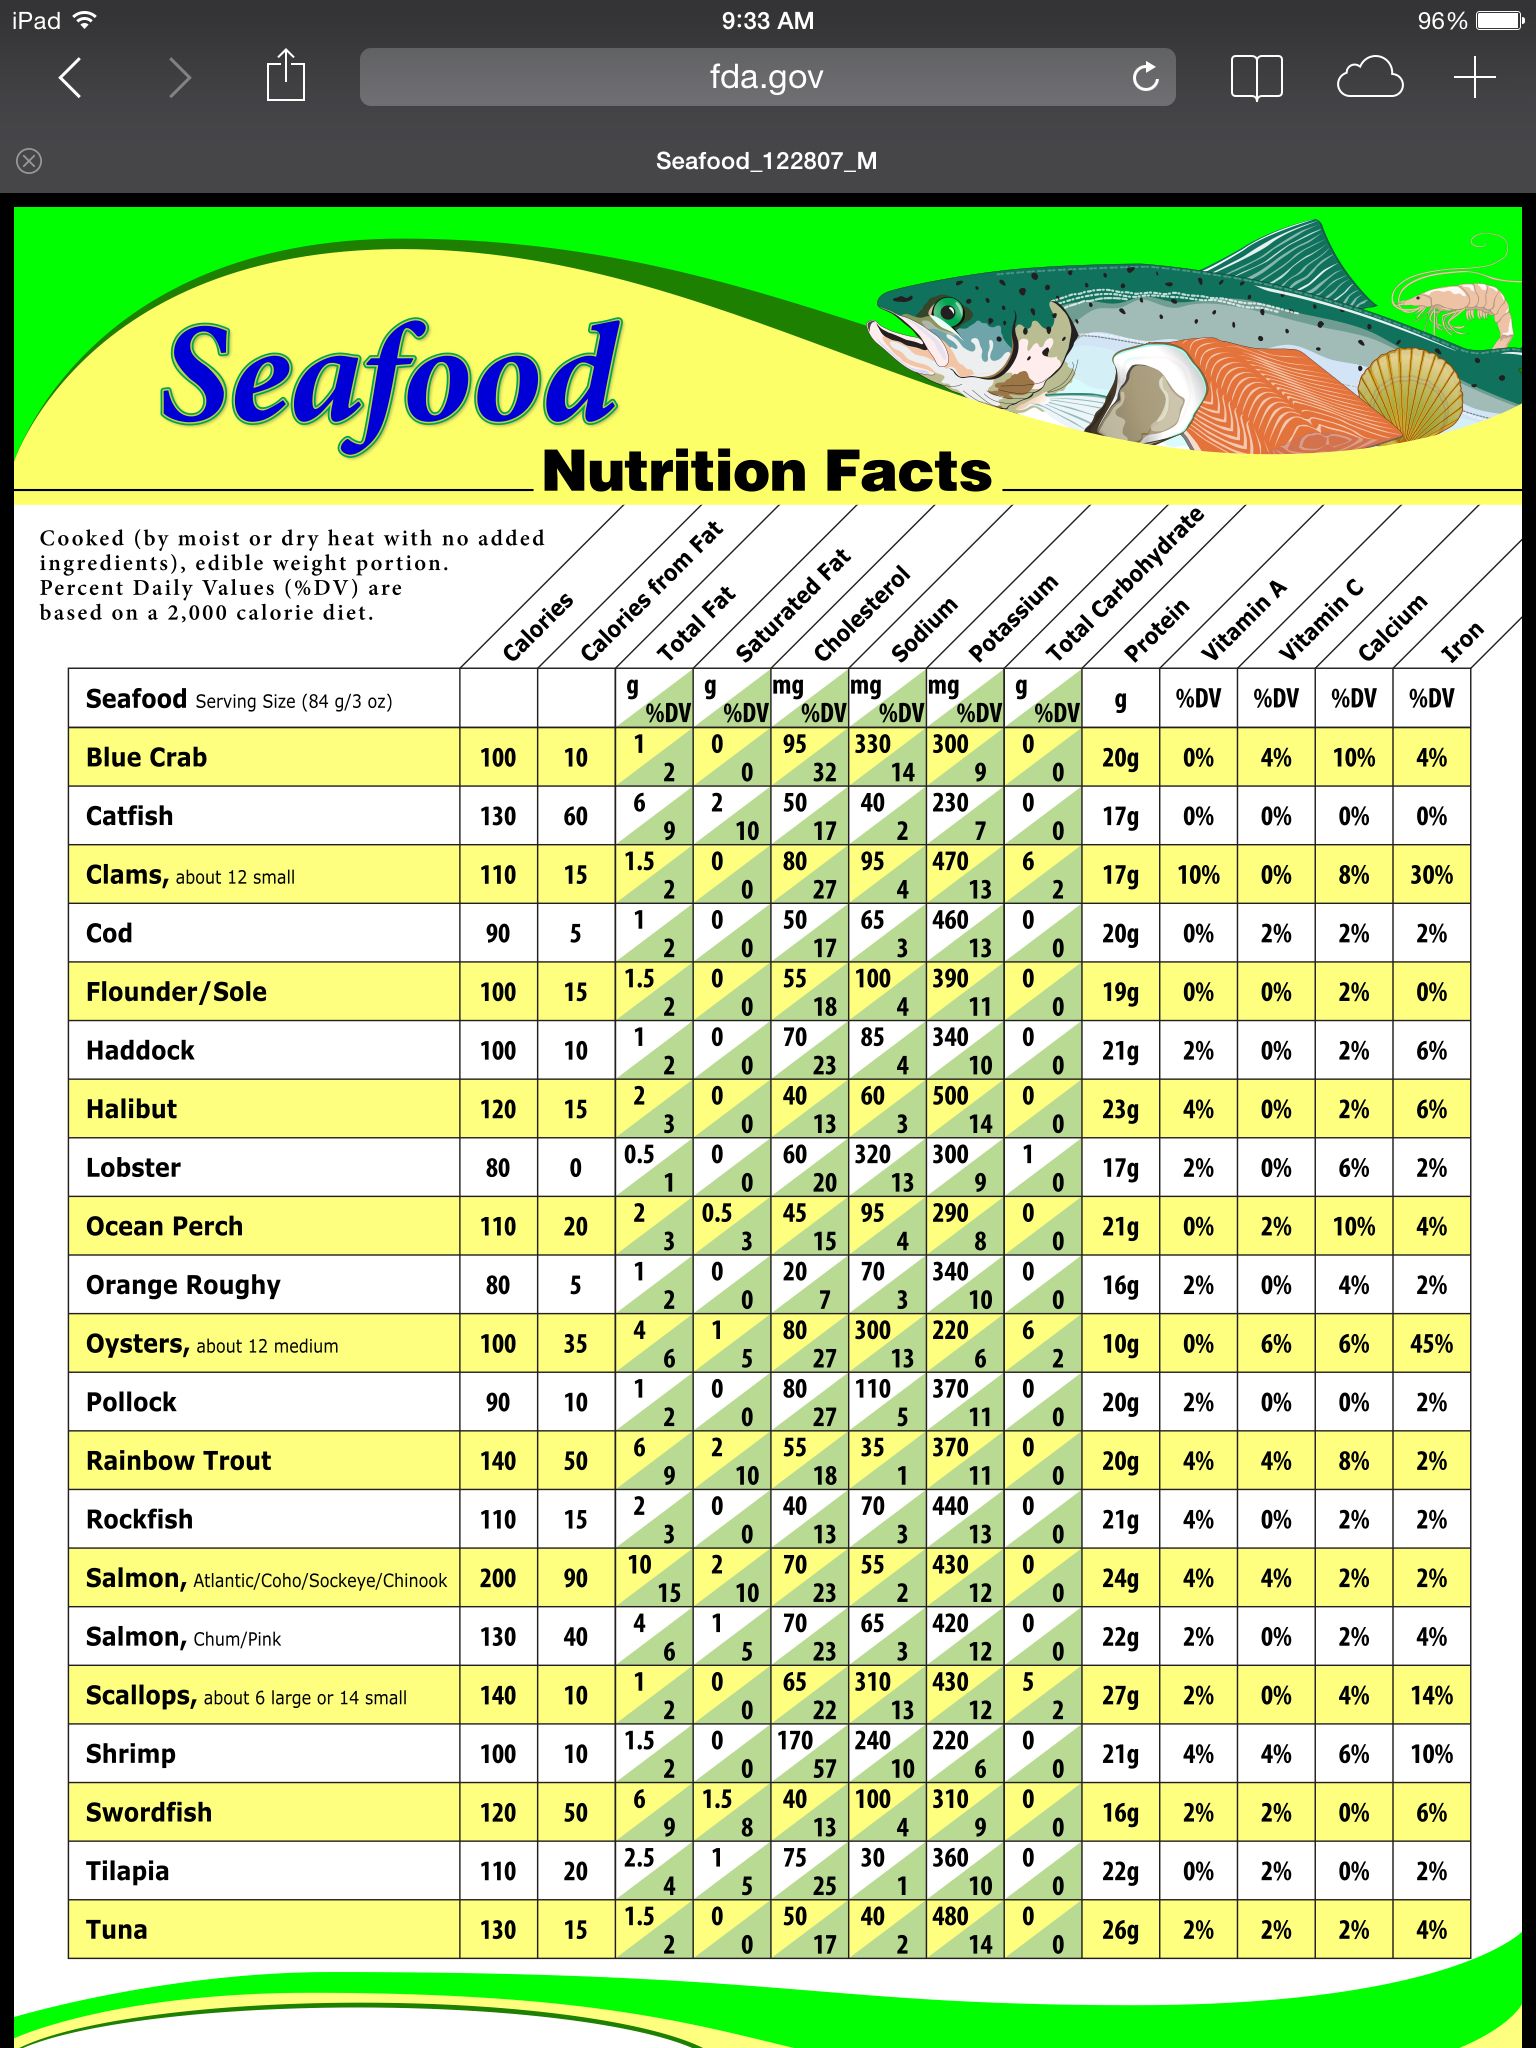 iPad 9:33 AM 96%
fda.gov
Seafood_122807_M
Seafood
Nutrition Facts
Cooked (by moist or dry heat with no added
ingredients), edible weight portion.
Percent Daily Values (%DV) are
based on a 2,000 calorie diet.
Calories
Calories from Fat
Total Fat
Saturated Fat
Cholesterol
Sodium
Potassium
Total Carbohydrate
Protein
Vitamin A
Vitamin C
Calcium
Iron
Seafood Serving Size (84 g/3 oz) g %DV g %DV mg %DV mg %DV mg %DV g %DV g %DV %DV %DV %DV
Blue Crab 100 10 1 2 0 0 95 32 330 14 300 9 0 0 20g 0% 4% 10% 4%
Catfish 130 60 6 9 2 10 50 17 40 2 230 7 0 0 17g 0% 0% 0% 0%
Clams, about 12 small 110 15 1.5 2 0 0 80 27 95 4 470 13 6 2 17g 10% 0% 8% 30%
Cod 90 5 1 2 0 0 50 17 65 3 460 13 0 0 20g 0% 2% 2% 2%
Flounder/Sole 100 15 1.5 2 0 0 55 18 100 4 390 11 0 0 19g 0% 0% 2% 0%
Haddock 100 10 1 2 0 0 70 23 85 4 340 10 0 0 21g 2% 0% 2% 6%
Halibut 120 15 2 3 0 0 40 13 60 3 500 14 0 0 23g 4% 0% 2% 6%
Lobster 80 0 0.5 1 0 0 60 20 320 13 300 9 1 0 17g 2% 0% 6% 2%
Ocean Perch 110 20 2 3 0.5 3 45 15 95 4 290 8 0 0 21g 0% 2% 10% 4%
Orange Roughy 80 5 1 2 0 0 20 7 70 3 340 10 0 0 16g 2% 0% 4% 2%
Oysters, about 12 medium 100 35 4 6 1 5 80 27 300 13 220 6 6 2 10g 0% 6% 6% 45%
Pollock 90 10 1 2 0 0 80 27 110 5 370 11 0 0 20g 2% 0% 0% 2%
Rainbow Trout 140 50 6 9 2 10 55 18 35 1 370 11 0 0 20g 4% 4% 8% 2%
Rockfish 110 15 2 3 0 0 40 13 70 3 440 13 0 0 21g 4% 0% 2% 2%
Salmon, Atlantic/Coho/Sockeye/Chinook 200 90 10 15 2 10 70 23 55 2 430 12 0 0 24g 4% 4% 2% 2%
Salmon, Chum/Pink 130 40 4 6 1 5 70 23 65 3 420 12 0 0 22g 2% 0% 2% 4%
Scallops, about 6 large or 14 small 140 10 1 2 0 0 65 22 310 13 430 12 5 2 27g 2% 0% 4% 14%
Shrimp 100 10 1.5 2 0 0 170 57 240 10 220 6 0 0 21g 4% 4% 6% 10%
Swordfish 120 50 6 9 1.5 8 40 13 100 4 310 9 0 0 16g 2% 2% 0% 6%
Tilapia 110 20 2.5 4 1 5 75 25 30 1 360 10 0 0 22g 0% 2% 0% 2%
Tuna 130 15 1.5 2 0 0 50 17 40 2 480 14 0 0 26g 2% 2% 2% 4%